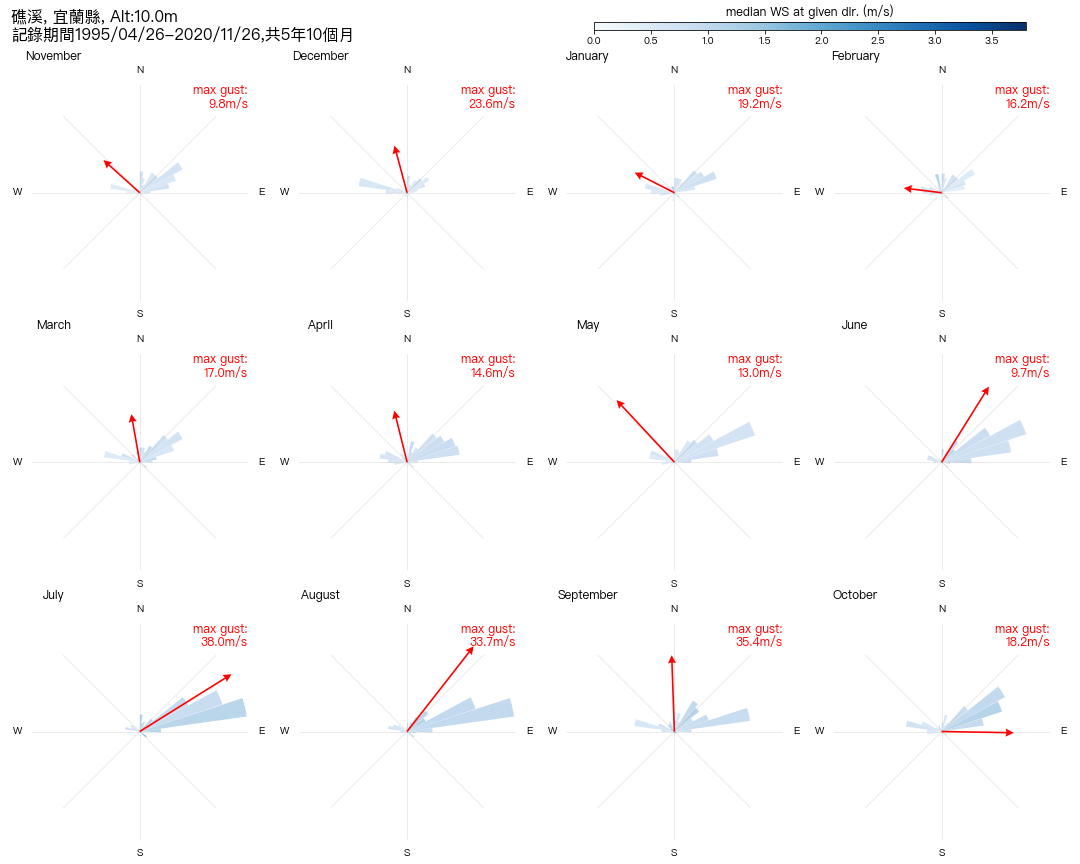 礁溪, 宜蘭縣, Alt:10.0m
記錄期間1995/04/26-2020/11/26,共5年10個月
median WS at given dir. (m/s)
0.0 0.5 1.0 1.5 2.0 2.5 3.0 3.5
November
N
max gust:
9.8m/s
W E
S
December
N
max gust:
23.6m/s
W E
S
January
N
max gust:
19.2m/s
W E
S
February
N
max gust:
16.2m/s
W E
S
March
N
max gust:
17.0m/s
W E
S
April
N
max gust:
14.6m/s
W E
S
May
N
max gust:
13.0m/s
W E
S
June
N
max gust:
9.7m/s
W E
S
July
N
max gust:
38.0m/s
W E
S
August
N
max gust:
33.7m/s
W E
S
September
N
max gust:
35.4m/s
W E
S
October
N
max gust:
18.2m/s
W E
S